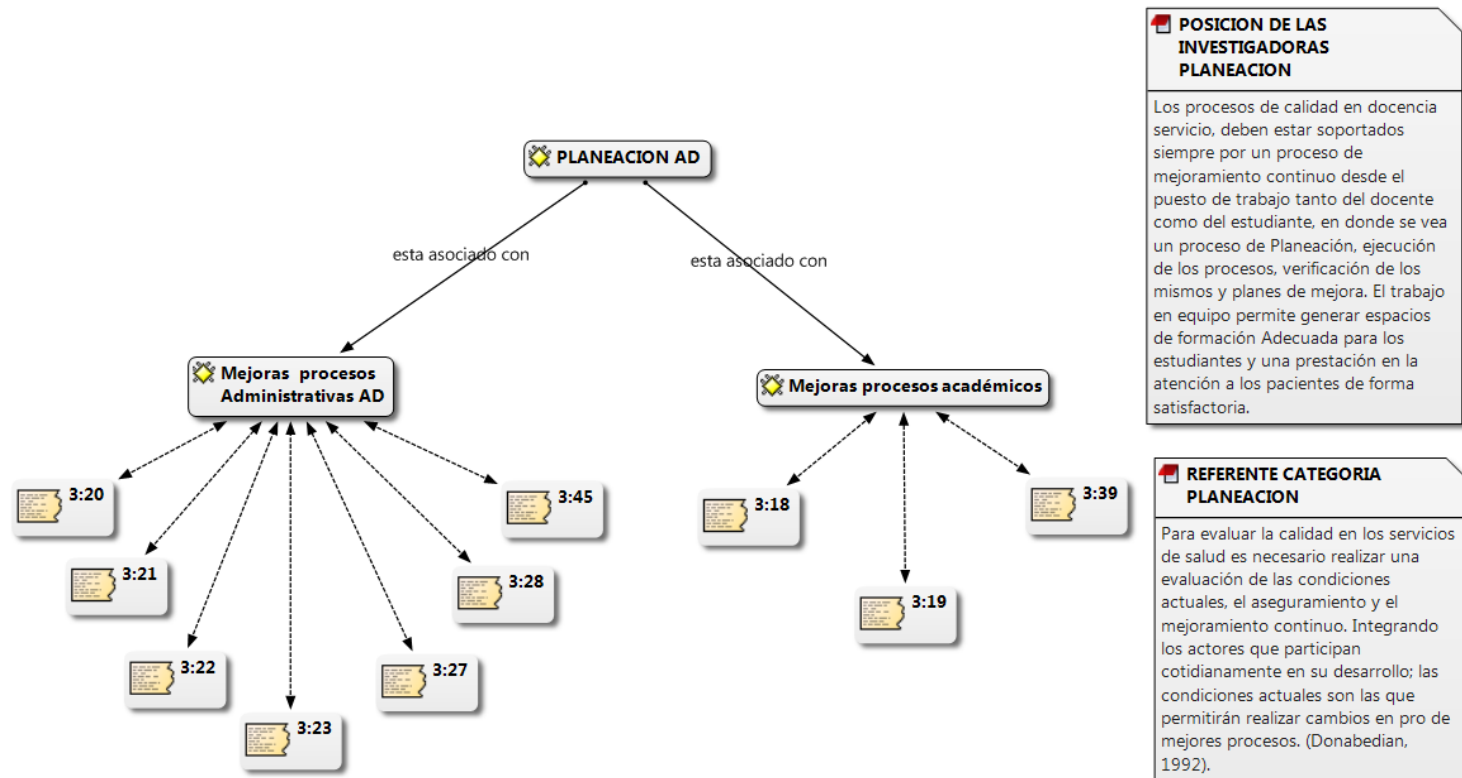 PLANEACION AD
esta asociado con
esta asociado con
Mejoras  procesos
Administrativas AD
Mejoras procesos académicos
3:20
3:21
3:22
3:23
3:27
3:28
3:45
3:18
3:19
3:39
POSICION DE LAS
INVESTIGADORAS
PLANEACION
Los procesos de calidad en docencia
servicio, deben estar soportados
siempre por un proceso de
mejoramiento continuo desde el
puesto de trabajo tanto del docente
como del estudiante, en donde se vea
un proceso de Planeación, ejecución
de los procesos, verificación de los
mismos y planes de mejora. El trabajo
en equipo permite generar espacios
de formación Adecuada para los
estudiantes y una prestación en la
atención a los pacientes de forma
satisfactoria.
REFERENTE CATEGORIA
PLANEACION
Para evaluar la calidad en los servicios
de salud es necesario realizar una
evaluación de las condiciones
actuales, el aseguramiento y el
mejoramiento continuo. Integrando
los actores que participan
cotidianamente en su desarrollo; las
condiciones actuales son las que
permitirán realizar cambios en pro de
mejores procesos. (Donabedian,
1992).